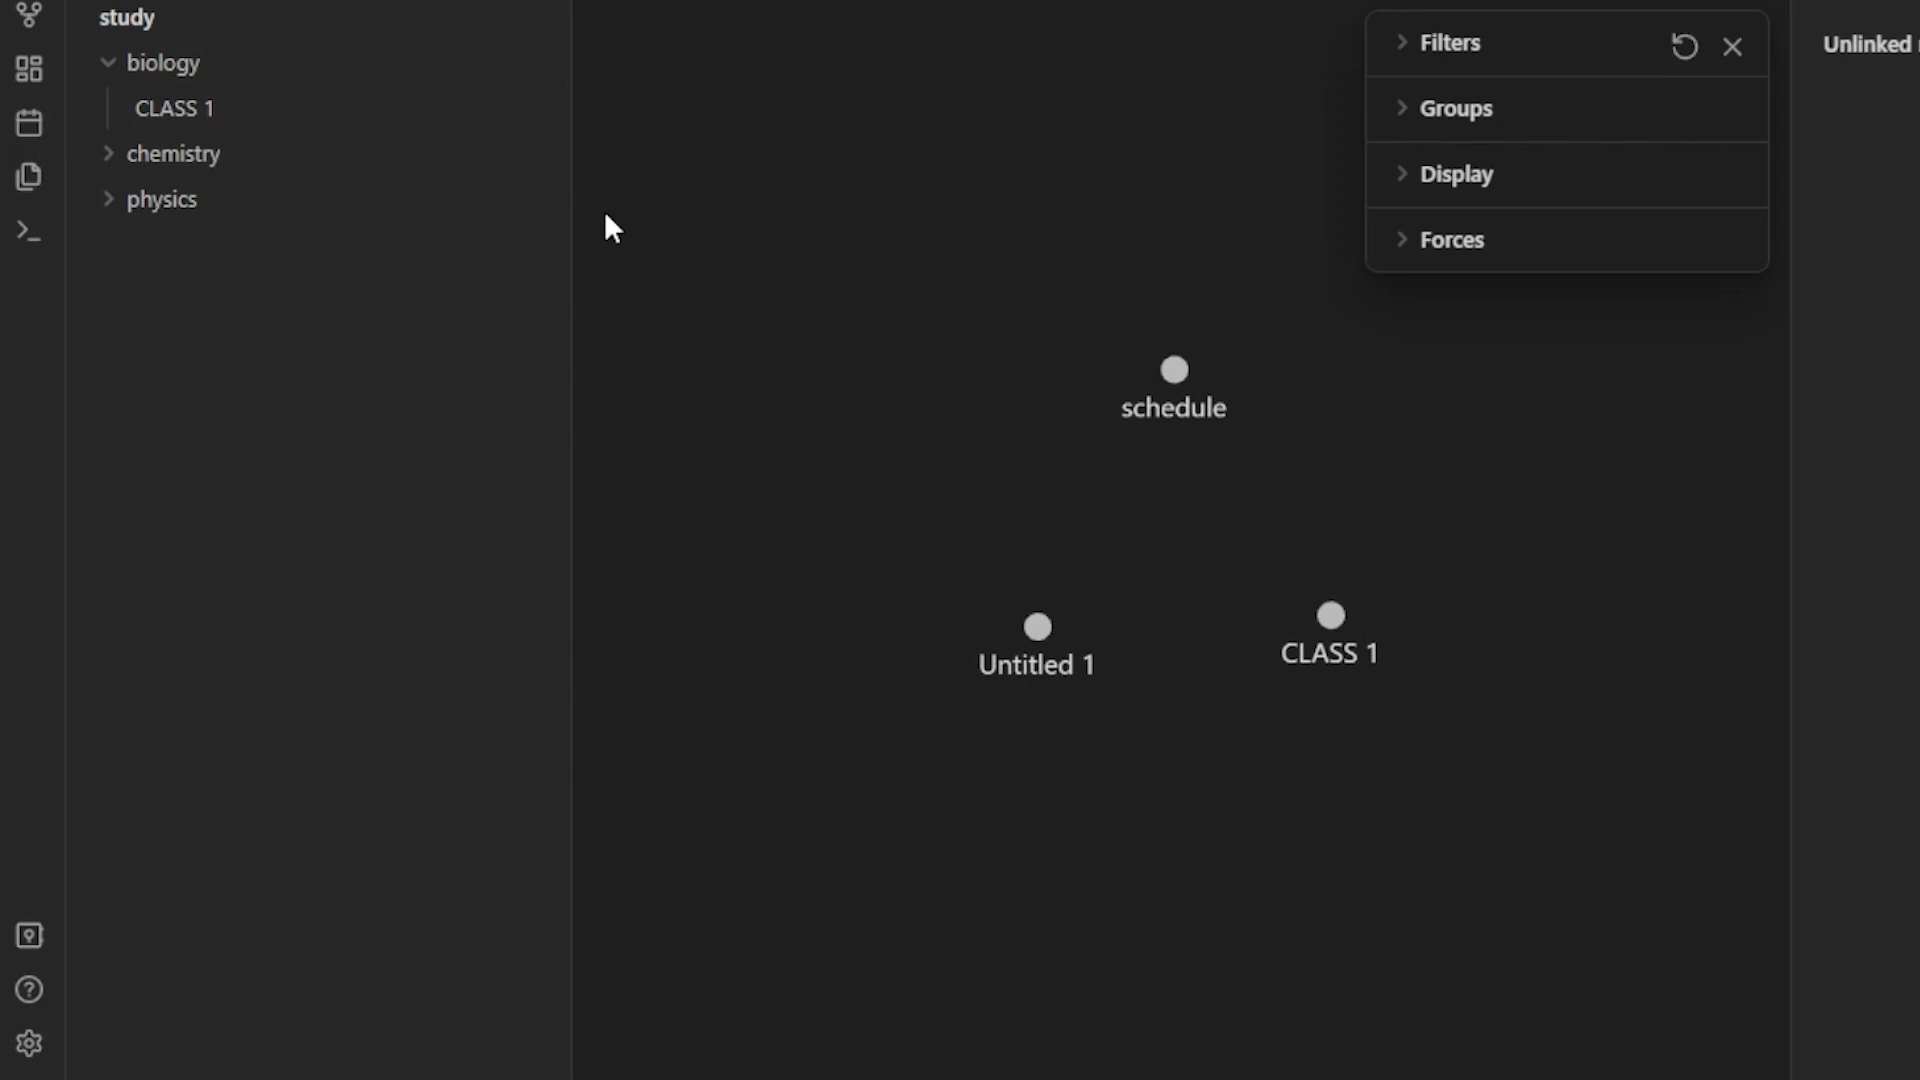 study
biology
CLASS 1
chemistry
physics
Filters
Groups
Display
Forces
Unlinked
schedule
Untitled 1
CLASS 1